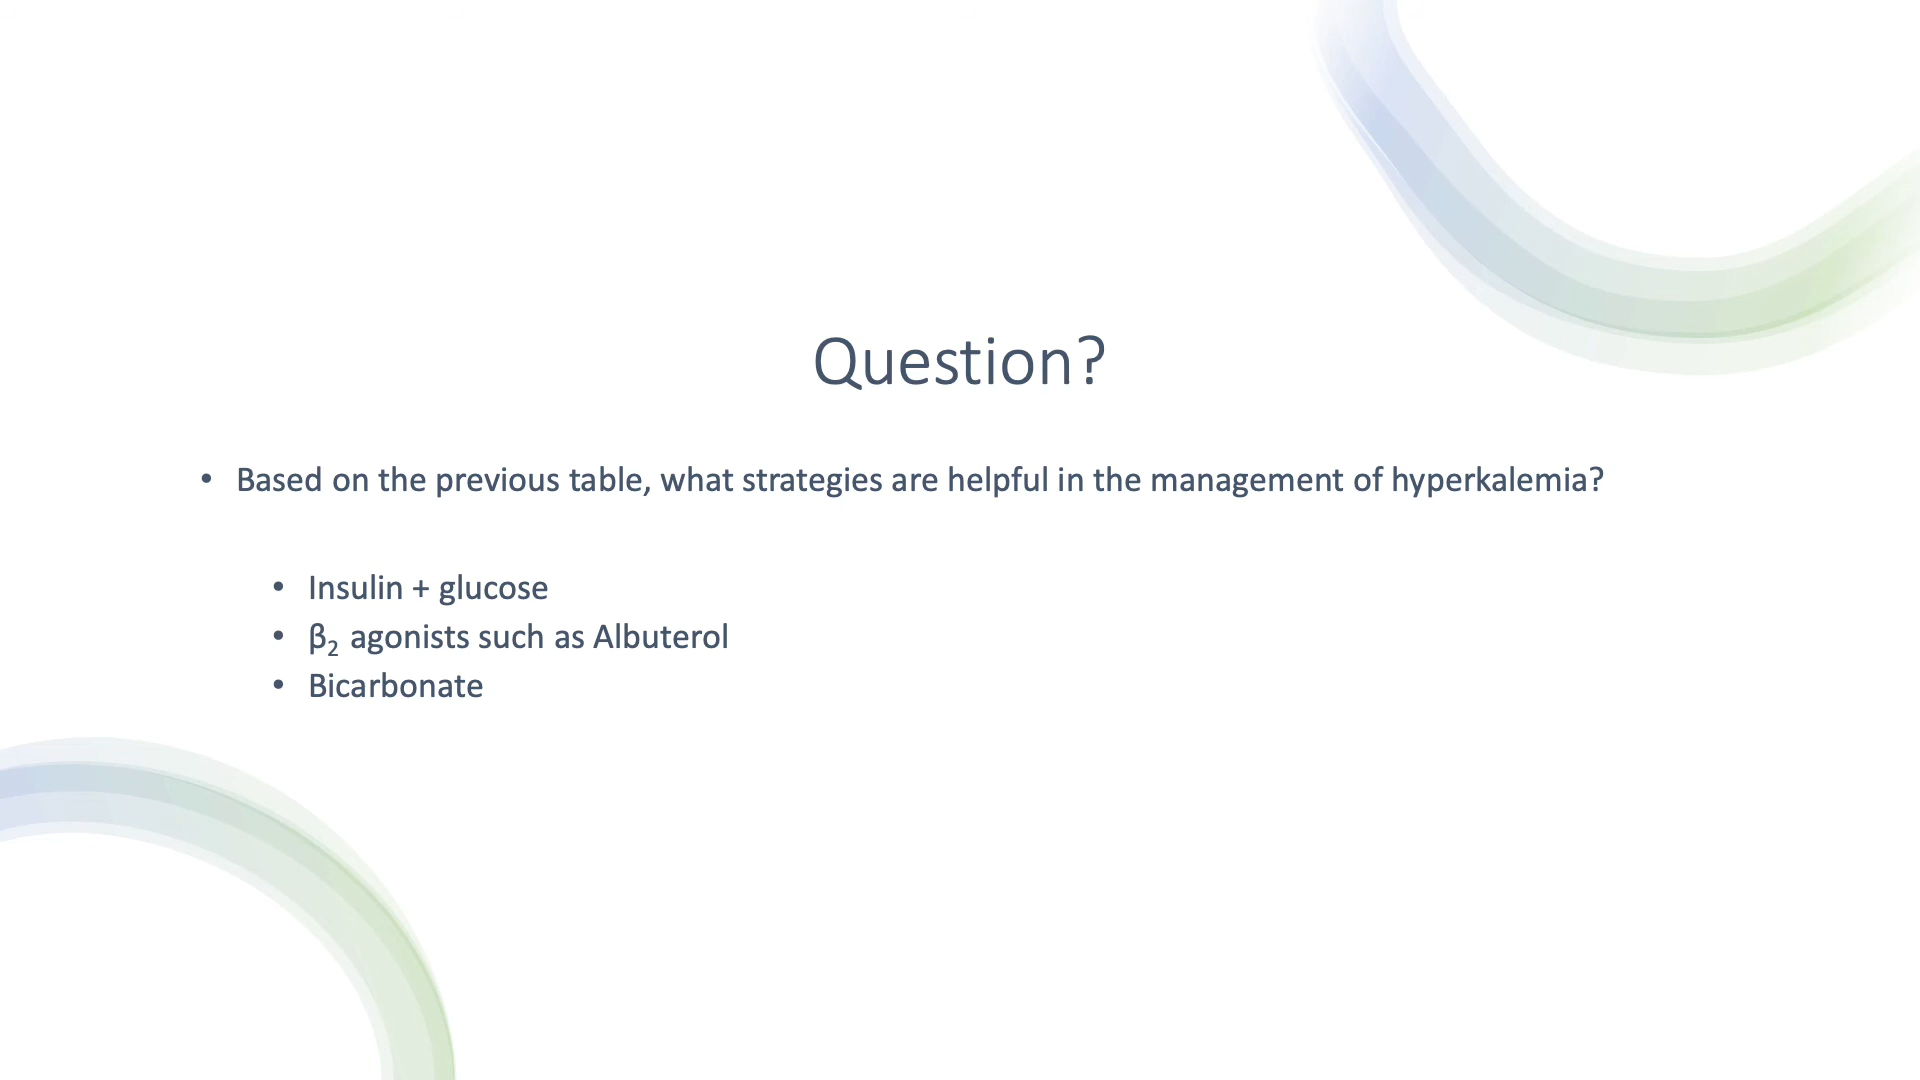 Question?
• Based on the previous table, what strategies are helpful in the management of hyperkalemia?
• Insulin + glucose
• β₂ agonists such as Albuterol
• Bicarbonate